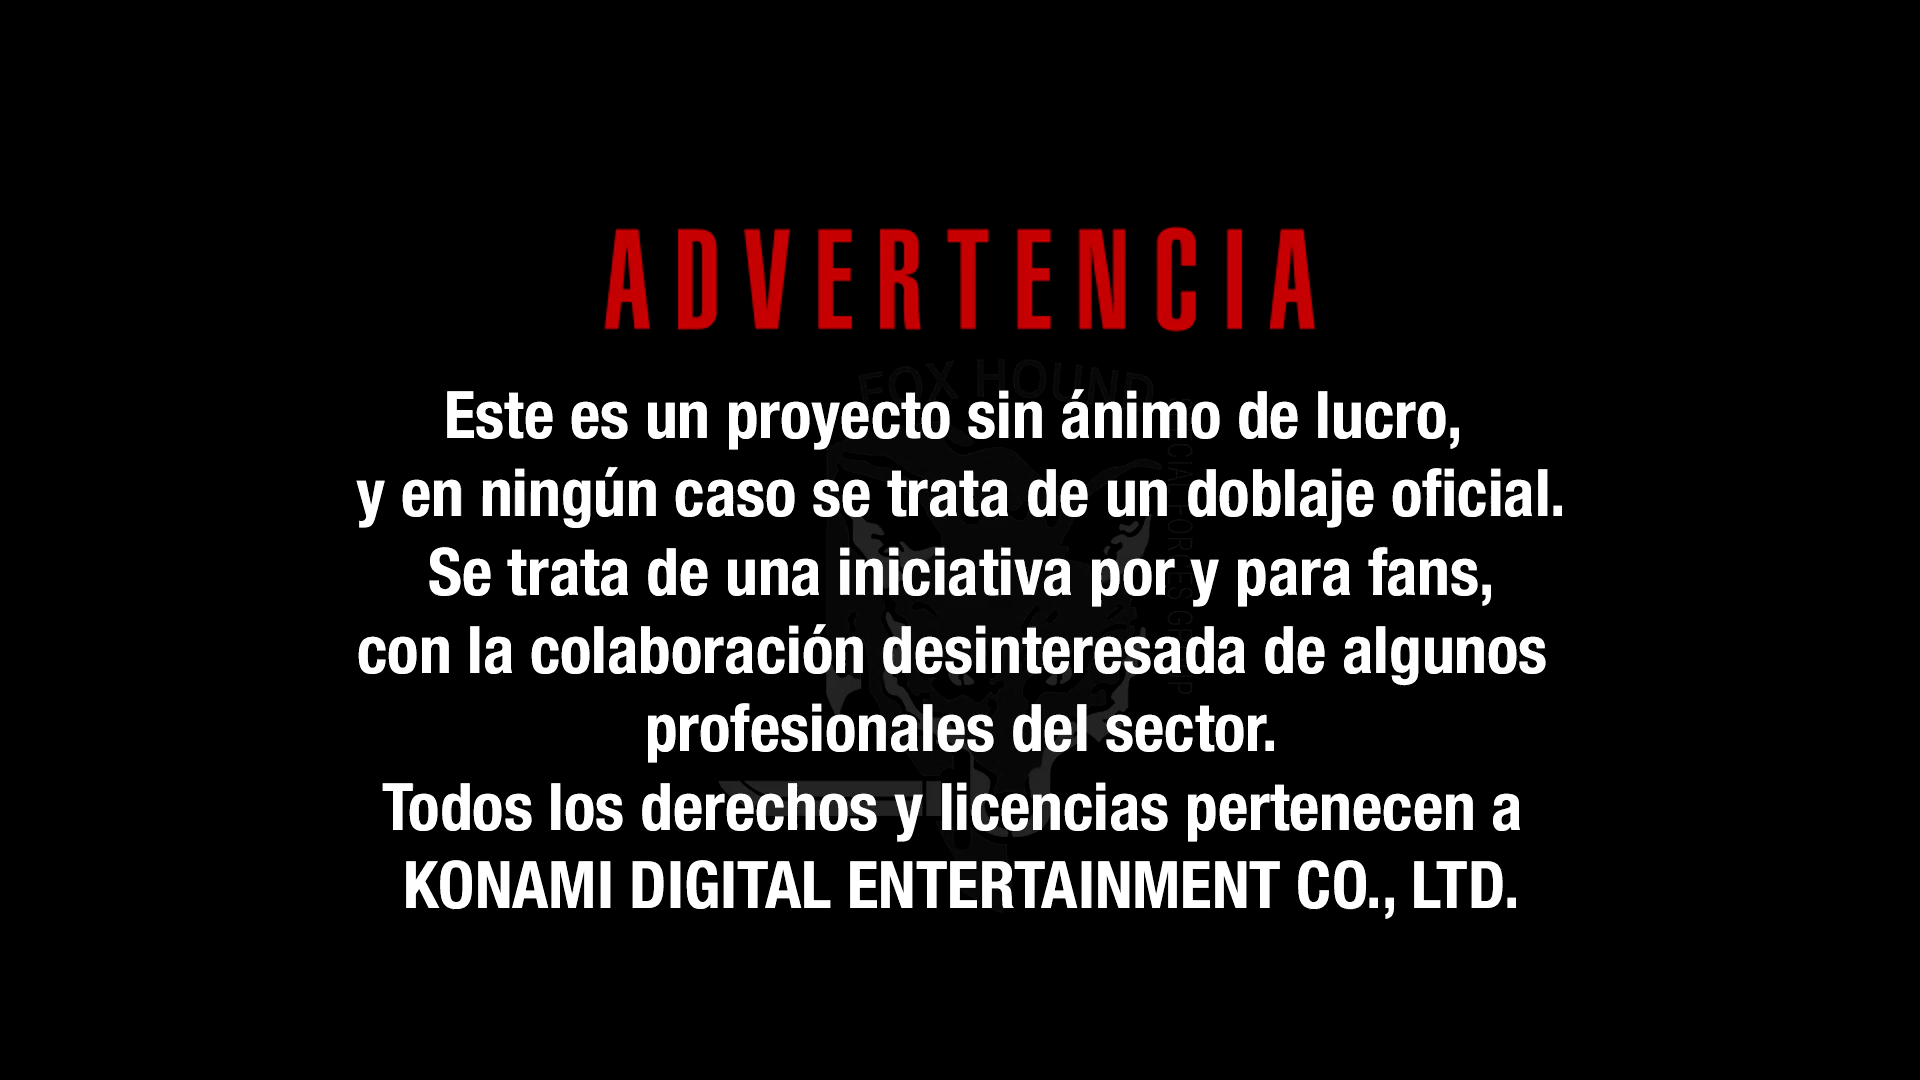 ADVERTENCIA
FOX HOUND
Este es un proyecto sin ánimo de lucro,
y en ningún caso se trata de un doblaje oficial.
Se trata de una iniciativa por y para fans,
con la colaboración desinteresada de algunos
profesionales del sector.
Todos los derechos y licencias pertenecen a
KONAMI DIGITAL ENTERTAINMENT CO., LTD.